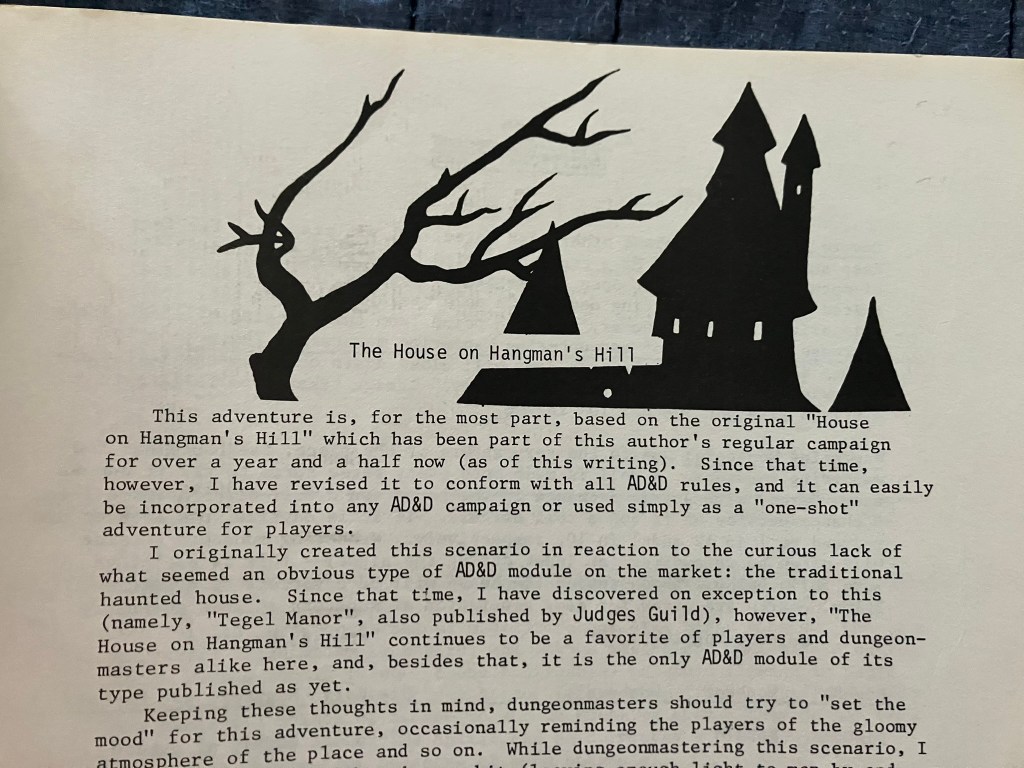 The House on Hangman's Hill
This adventure is, for the most part, based on the original "House
on Hangman's Hill" which has been part of this author's regular campaign
for over a year and a half now (as of this writing).  Since that time,
however, I have revised it to conform with all AD&D rules, and it can easily
be incorporated into any AD&D campaign or used simply as a "one-shot"
adventure for players.
I originally created this scenario in reaction to the curious lack of
what seemed an obvious type of AD&D module on the market: the traditional
haunted house.  Since that time, I have discovered on exception to this
(namely, "Tegel Manor", also published by Judges Guild), however, "The
House on Hangman's Hill" continues to be a favorite of players and dungeon-
masters alike here, and, besides that, it is the only AD&D module of its
type published as yet.
Keeping these thoughts in mind, dungeonmasters should try to "set the
mood" for this adventure, occasionally reminding the players of the gloomy
atmosphere of the place and so on.  While dungeonmastering this scenario, I